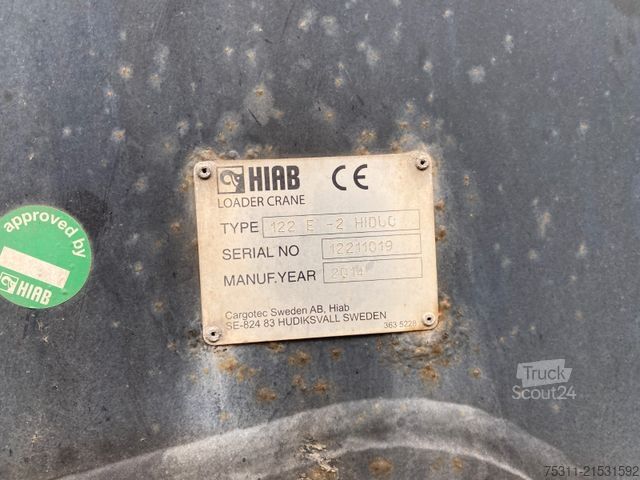 HIAB CE
LOADER CRANE
TYPE 122 E -2 HIDUO
SERIAL NO 12211019
MANUF.YEAR 2014
Cargotec Sweden AB, Hiab
SE-824 83 HUDIKSVALL SWEDEN
363 5228
approved by
HIAB
Truck
Scout24
75311-21531592